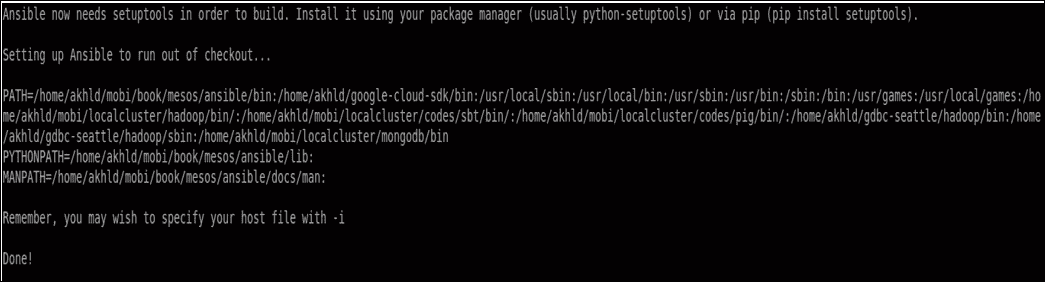 Ansible now needs setuptools in order to build. Install it using your package manager (usually python-setuptools) or via pip (pip install setuptools).
Setting up Ansible to run out of checkout...
PATH=/home/akhld/mobi/book/mesos/ansible/bin:/home/akhld/google-cloud-sdk/bin:/usr/local/sbin:/usr/local/bin:/usr/sbin:/usr/bin:/sbin:/bin:/usr/games:/usr/local/games:/ho
me/akhld/mobi/localcluster/hadoop/bin/:/home/akhld/mobi/localcluster/codes/sbt/bin/:/home/akhld/mobi/localcluster/codes/pig/bin/:/home/akhld/gdbc-seattle/hadoop/bin:/home
/akhld/gdbc-seattle/hadoop/sbin:/home/akhld/mobi/localcluster/mongodb/bin
PYTHONPATH=/home/akhld/mobi/book/mesos/ansible/lib:
MANPATH=/home/akhld/mobi/book/mesos/ansible/docs/man:
Remember, you may wish to specify your host file with -i
Done!